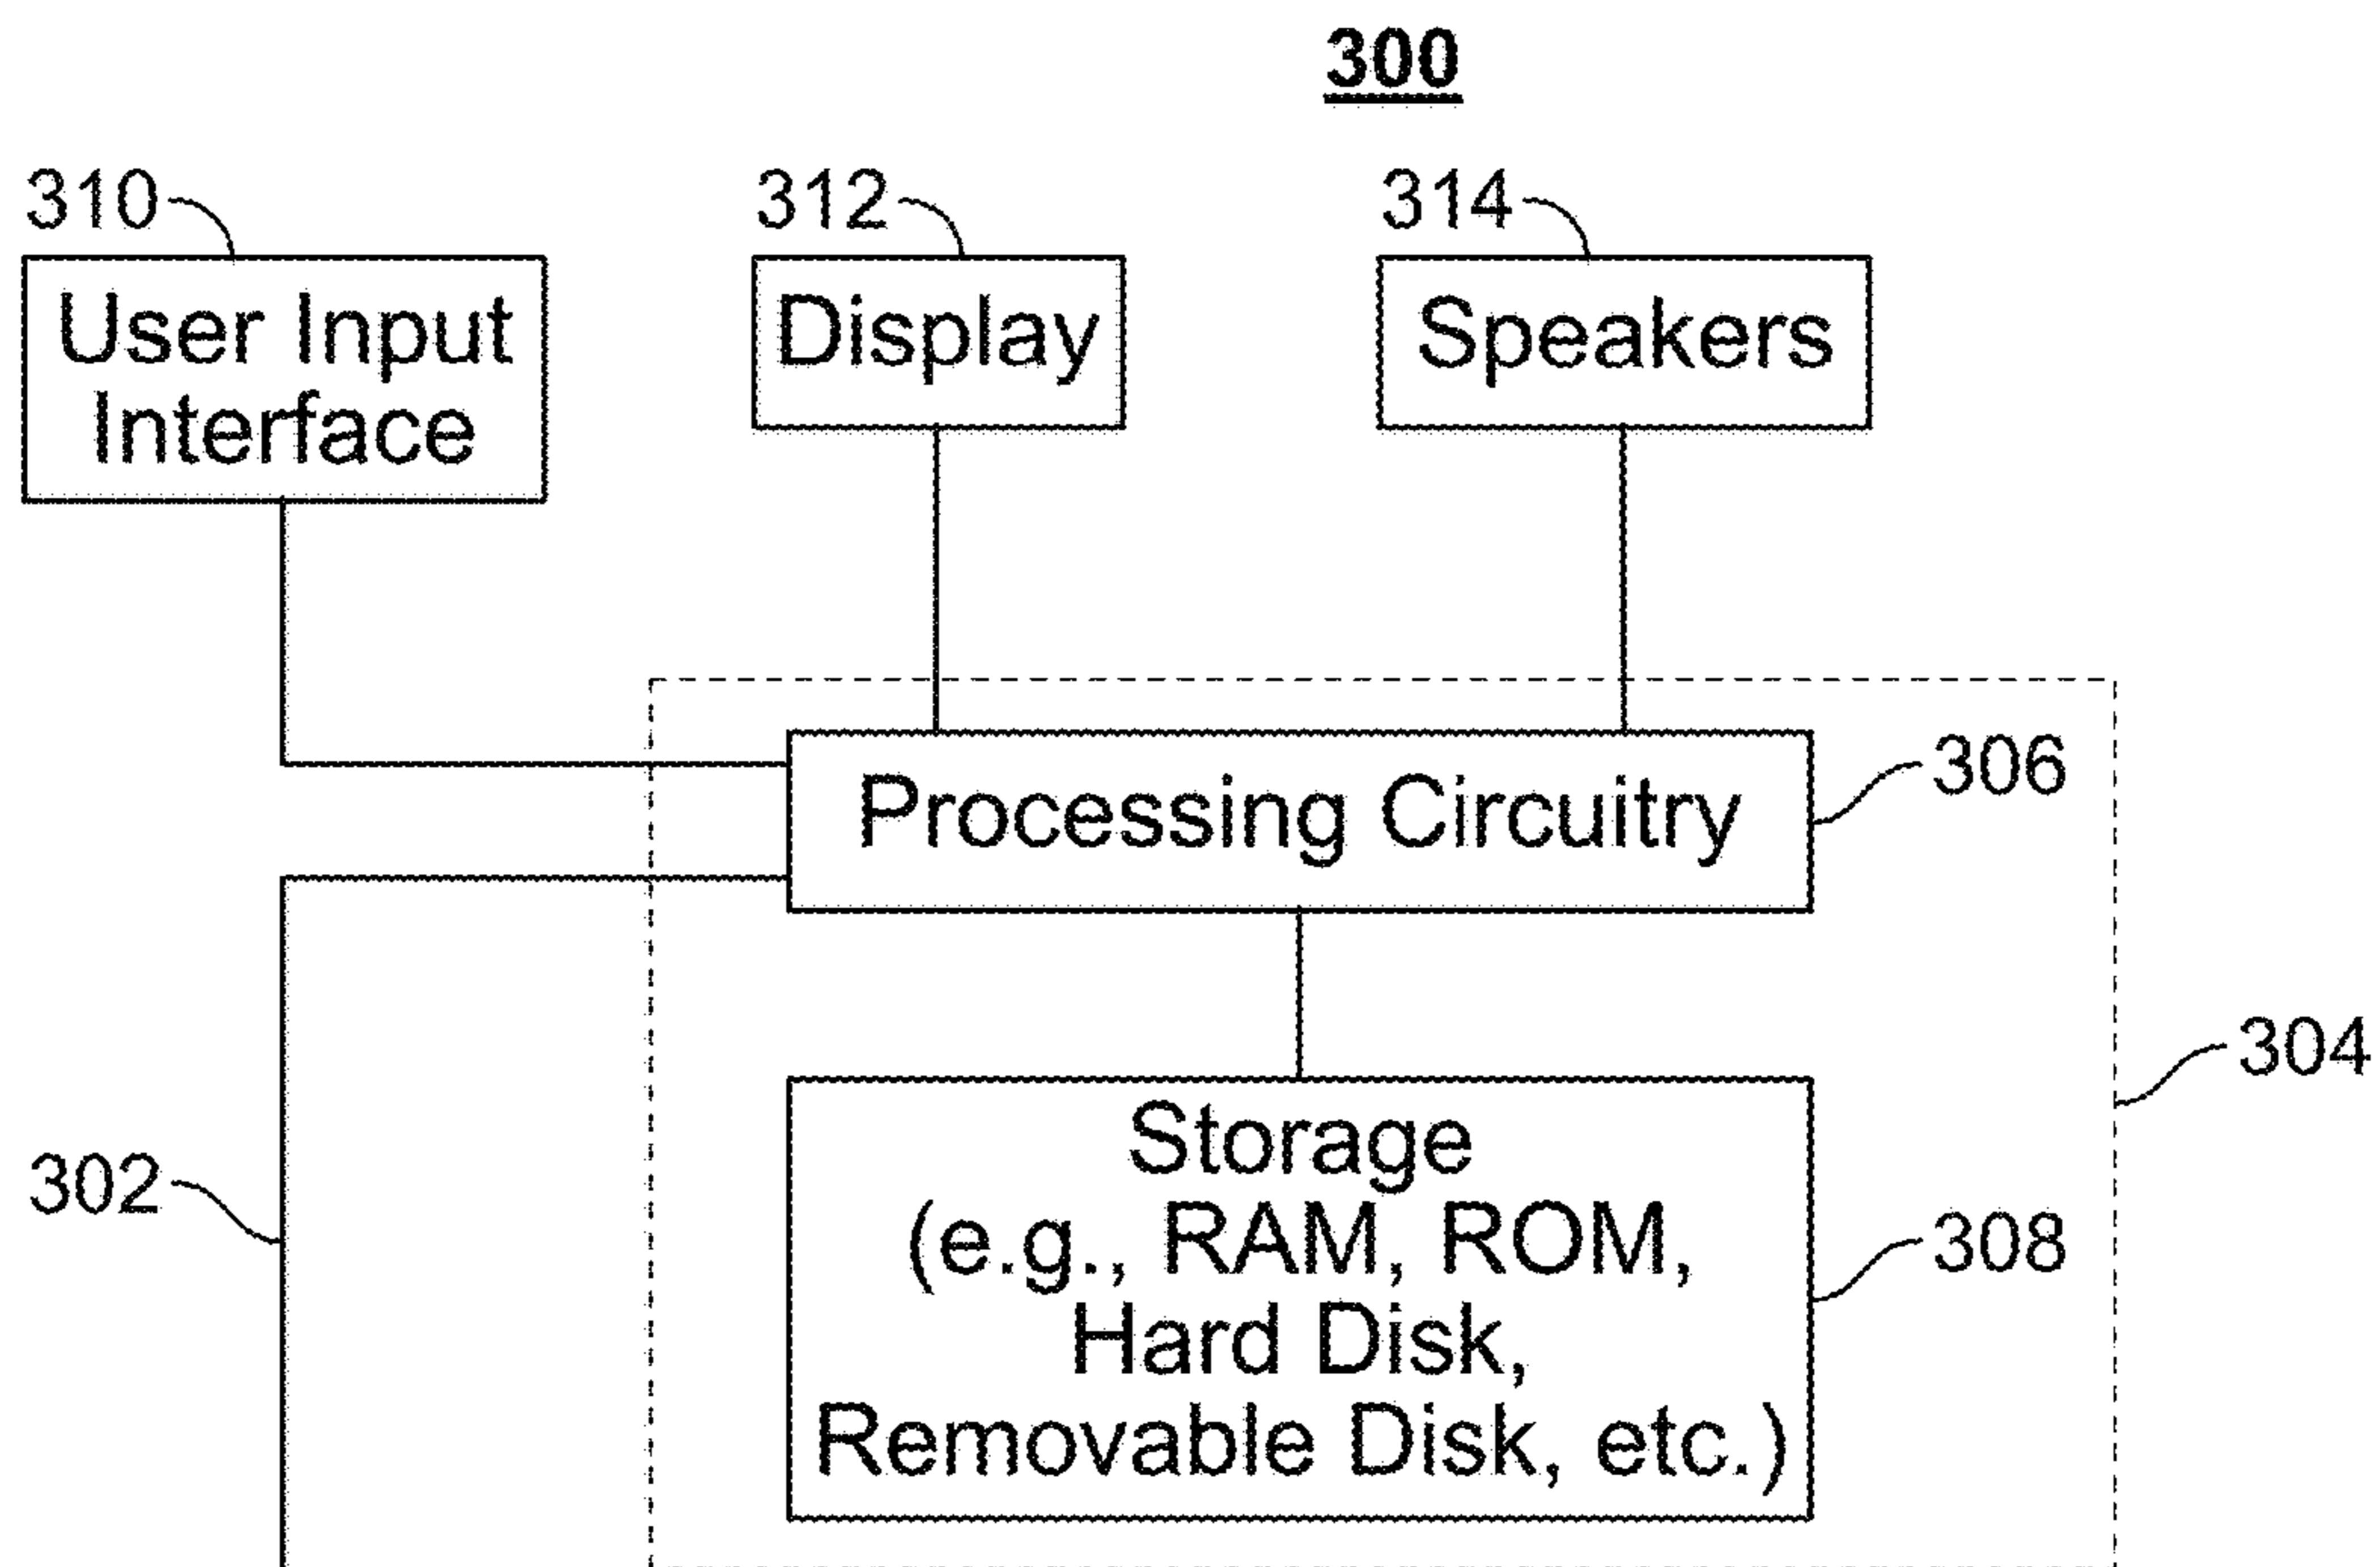 300
310
312
314
User Input
Interface
Display
Speakers
Processing Circuitry
306
304
302
Storage
(e.g., RAM, ROM,
Hard Disk,
Removable Disk, etc.)
308